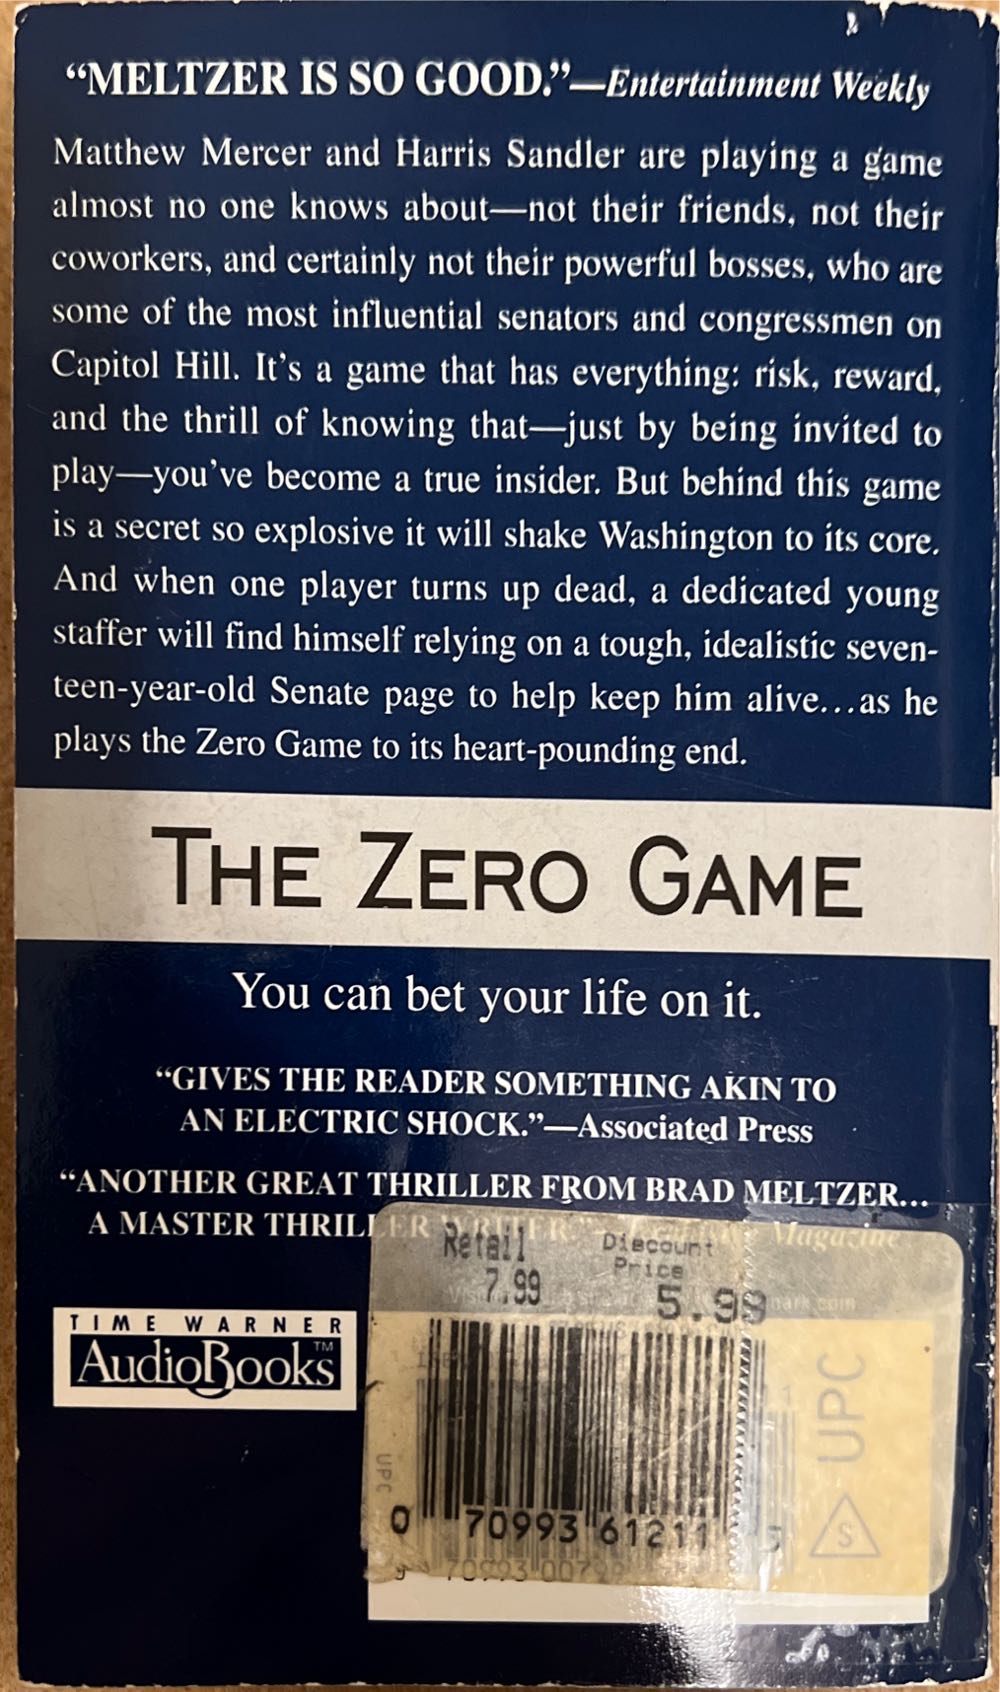 “MELTZER IS SO GOOD.”—Entertainment Weekly
Matthew Mercer and Harris Sandler are playing a game
almost no one knows about—not their friends, not their
coworkers, and certainly not their powerful bosses, who are
some of the most influential senators and congressmen on
Capitol Hill. It’s a game that has everything: risk, reward,
and the thrill of knowing that—just by being invited to
play—you’ve become a true insider. But behind this game
is a secret so explosive it will shake Washington to its core.
And when one player turns up dead, a dedicated young
staffer will find himself relying on a tough, idealistic seven-
teen-year-old Senate page to help keep him alive...as he
plays the Zero Game to its heart-pounding end.
THE ZERO GAME
You can bet your life on it.
“GIVES THE READER SOMETHING AKIN TO
AN ELECTRIC SHOCK.”—Associated Press
“ANOTHER GREAT THRILLER FROM BRAD MELTZER...
A MASTER THRILLER WRITER.”— Magazine
Retail Discount
Price
7.99 5.99
TIME WARNER
AudioBooks™
UPC
UPC
S
0 70993 61211 5